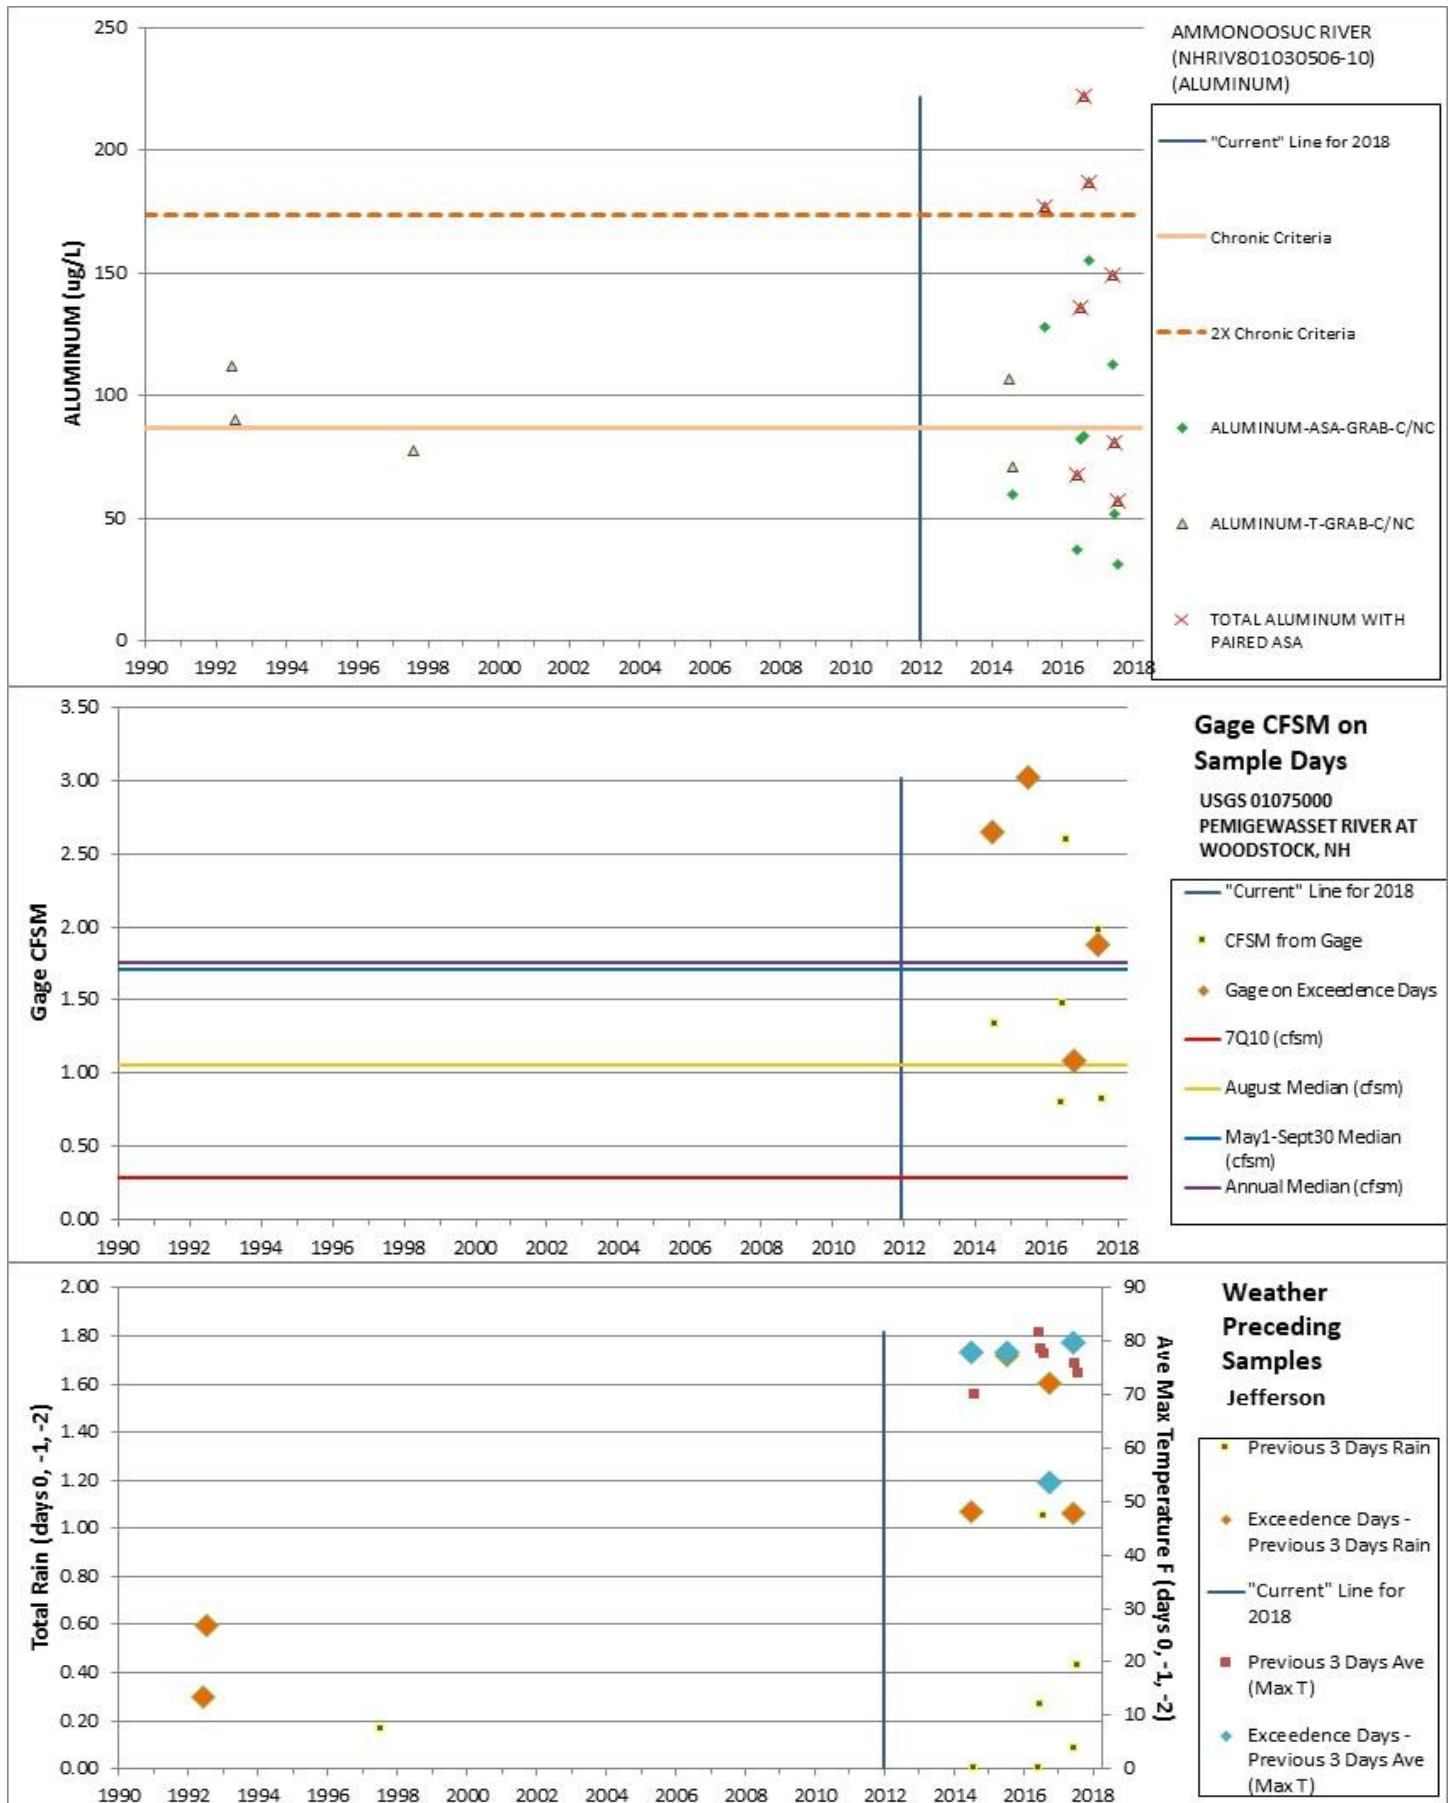 AMMONOOSUC RIVER
(NHRIV801030506-10)
(ALUMINUM)
250
200
150
100
50
0
ALUMINUM (ug/L)
1990 1992 1994 1996 1998 2000 2002 2004 2006 2008 2010 2012 2014 2016 2018
"Current" Line for 2018
Chronic Criteria
2X Chronic Criteria
ALUMINUM-ASA-GRAB-C/NC
ALUMINUM-T-GRAB-C/NC
TOTAL ALUMINUM WITH
PAIRED ASA
Gage CFSM on
Sample Days
USGS 01075000
PEMIGEWASSET RIVER AT
WOODSTOCK, NH
3.50
3.00
2.50
2.00
1.50
1.00
0.50
0.00
Gage CFSM
1990 1992 1994 1996 1998 2000 2002 2004 2006 2008 2010 2012 2014 2016 2018
"Current" Line for 2018
CFSM from Gage
Gage on Exceedence Days
7Q10 (cfsm)
August Median (cfsm)
May1-Sept30 Median
(cfsm)
Annual Median (cfsm)
Weather
Preceding
Samples
Jefferson
2.00
1.80
1.60
1.40
1.20
1.00
0.80
0.60
0.40
0.20
0.00
Total Rain (days 0, -1, -2)
90
80
70
60
50
40
30
20
10
0
Ave Max Temperature F (days 0, -1, -2)
1990 1992 1994 1996 1998 2000 2002 2004 2006 2008 2010 2012 2014 2016 2018
Previous 3 Days Rain
Exceedence Days -
Previous 3 Days Rain
"Current" Line for
2018
Previous 3 Days Ave
(Max T)
Exceedence Days -
Previous 3 Days Ave
(Max T)